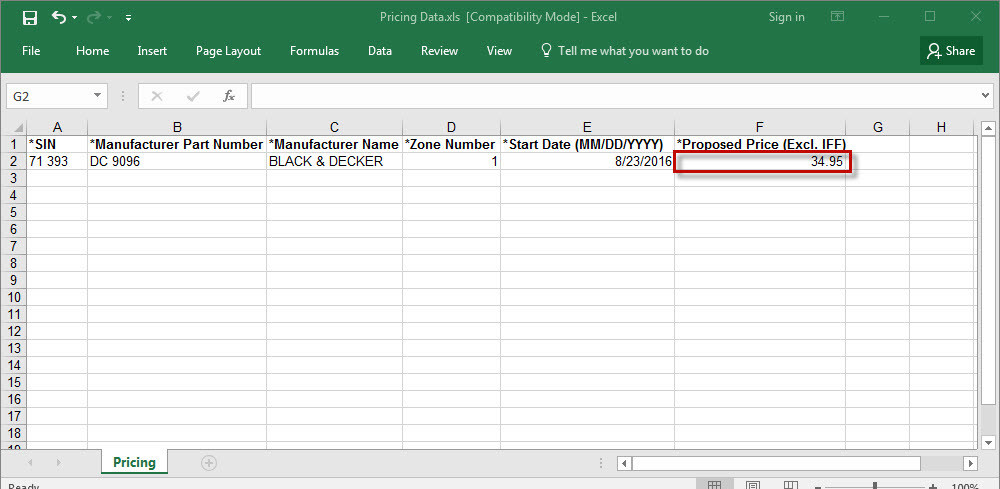 Pricing Data.xls [Compatibility Mode] - Excel Sign in
File Home Insert Page Layout Formulas Data Review View Tell me what you want to do Share
G2 fx
A B C D E F G H
1 *SIN *Manufacturer Part Number *Manufacturer Name *Zone Number *Start Date (MM/DD/YYYY) *Proposed Price (Excl. IFF)
2 71 393 DC 9096 BLACK & DECKER 1 8/23/2016 34.95
3
4
5
6
7
8
9
10
11
12
13
14
15
16
17
18
19
Pricing
Ready 100%